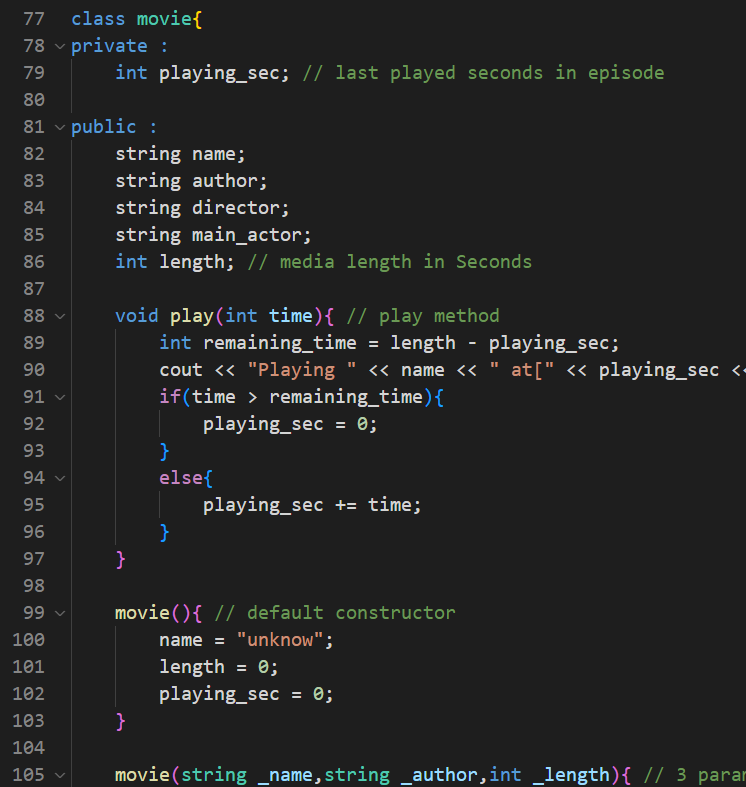 77 class movie{
78 private :
79 int playing_sec; // last played seconds in episode
80
81 public :
82 string name;
83 string author;
84 string director;
85 string main_actor;
86 int length; // media length in Seconds
87
88 void play(int time){ // play method
89 int remaining_time = length - playing_sec;
90 cout << "Playing " << name << " at[" << playing_sec <<
91 if(time > remaining_time){
92 playing_sec = 0;
93 }
94 else{
95 playing_sec += time;
96 }
97 }
98
99 movie(){ // default constructor
100 name = "unknow";
101 length = 0;
102 playing_sec = 0;
103 }
104
105 movie(string _name,string _author,int _length){ // 3